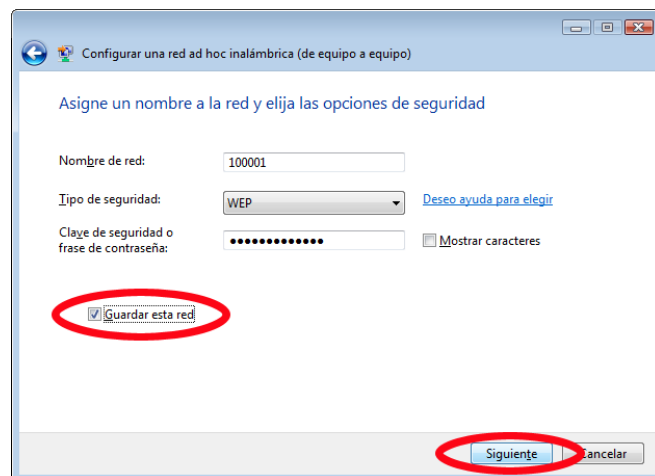 Configurar una red ad hoc inalámbrica (de equipo a equipo)
Asigne un nombre a la red y elija las opciones de seguridad
Nombre de red: 100001
Tipo de seguridad: WEP Deseo ayuda para elegir
Clave de seguridad o
frase de contraseña: ●●●●●●●●●●●●● Mostrar caracteres
Guardar esta red
Siguiente Cancelar